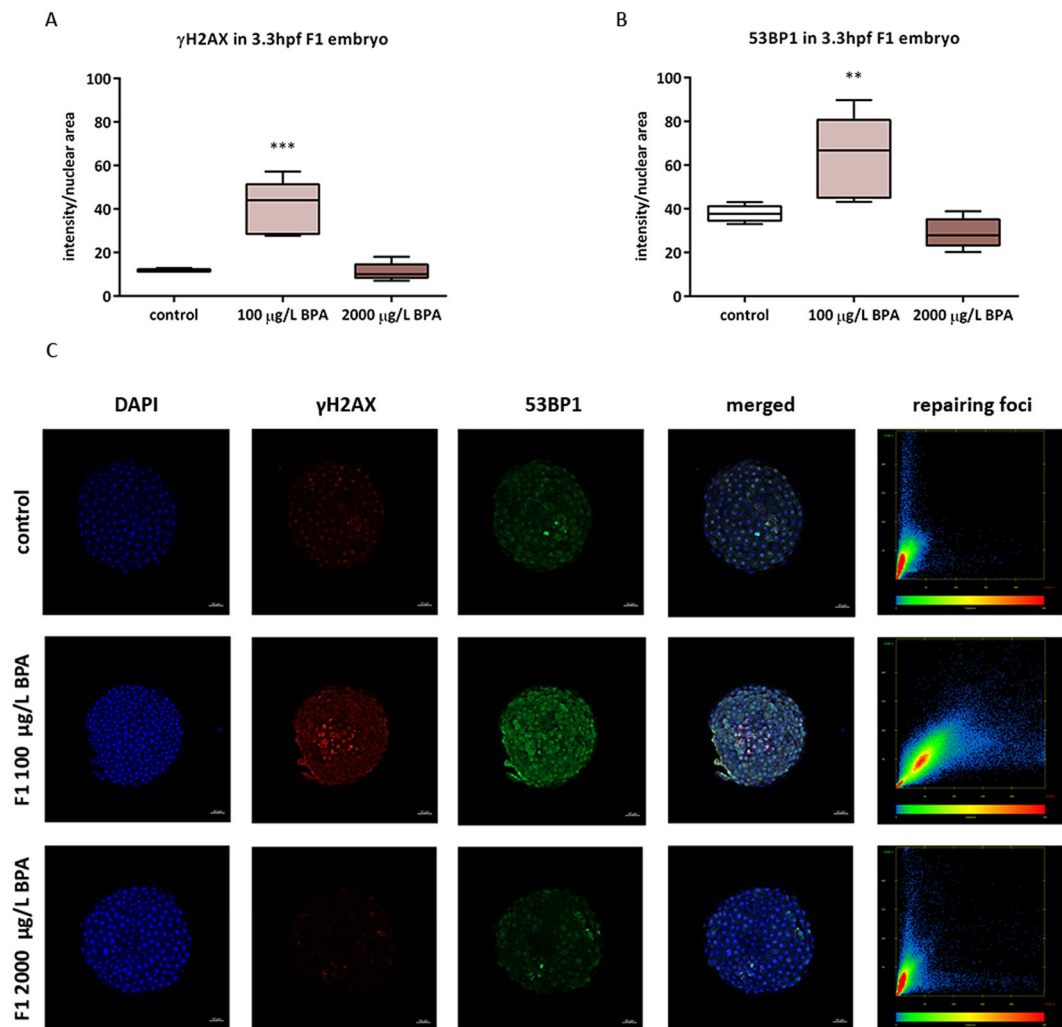 A
γH2AX in 3.3hpf F1 embryo
intensity/nuclear area
100
80
60
40
20
0
***
control
100 µg/L BPA
2000 µg/L BPA
B
53BP1 in 3.3hpf F1 embryo
intensity/nuclear area
100
80
60
40
20
0
**
control
100 µg/L BPA
2000 µg/L BPA
C
DAPI
γH2AX
53BP1
merged
repairing foci
control
F1 100 µg/L BPA
F1 2000 µg/L BPA